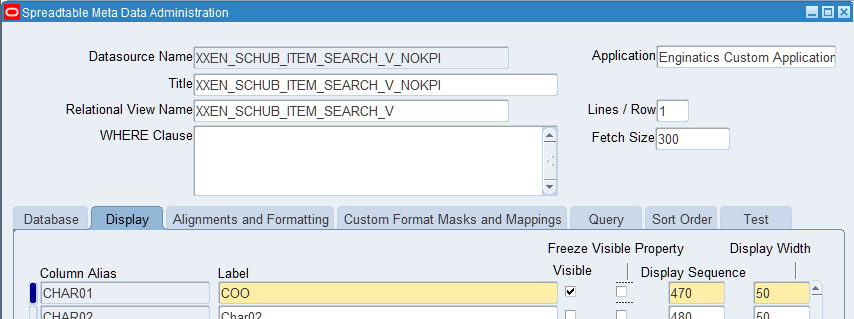 Spreadtable Meta Data Administration
Datasource Name XXEN_SCHUB_ITEM_SEARCH_V_NOKPI Application Enginatics Custom Application
Title XXEN_SCHUB_ITEM_SEARCH_V_NOKPI
Relational View Name XXEN_SCHUB_ITEM_SEARCH_V Lines / Row 1
WHERE Clause Fetch Size 300
Database Display Alignments and Formatting Custom Format Masks and Mappings Query Sort Order Test
Freeze Visible Property Display Width
Column Alias Label Visible Display Sequence
CHAR01 COO 470 50
CHAR02 Char02 480 50